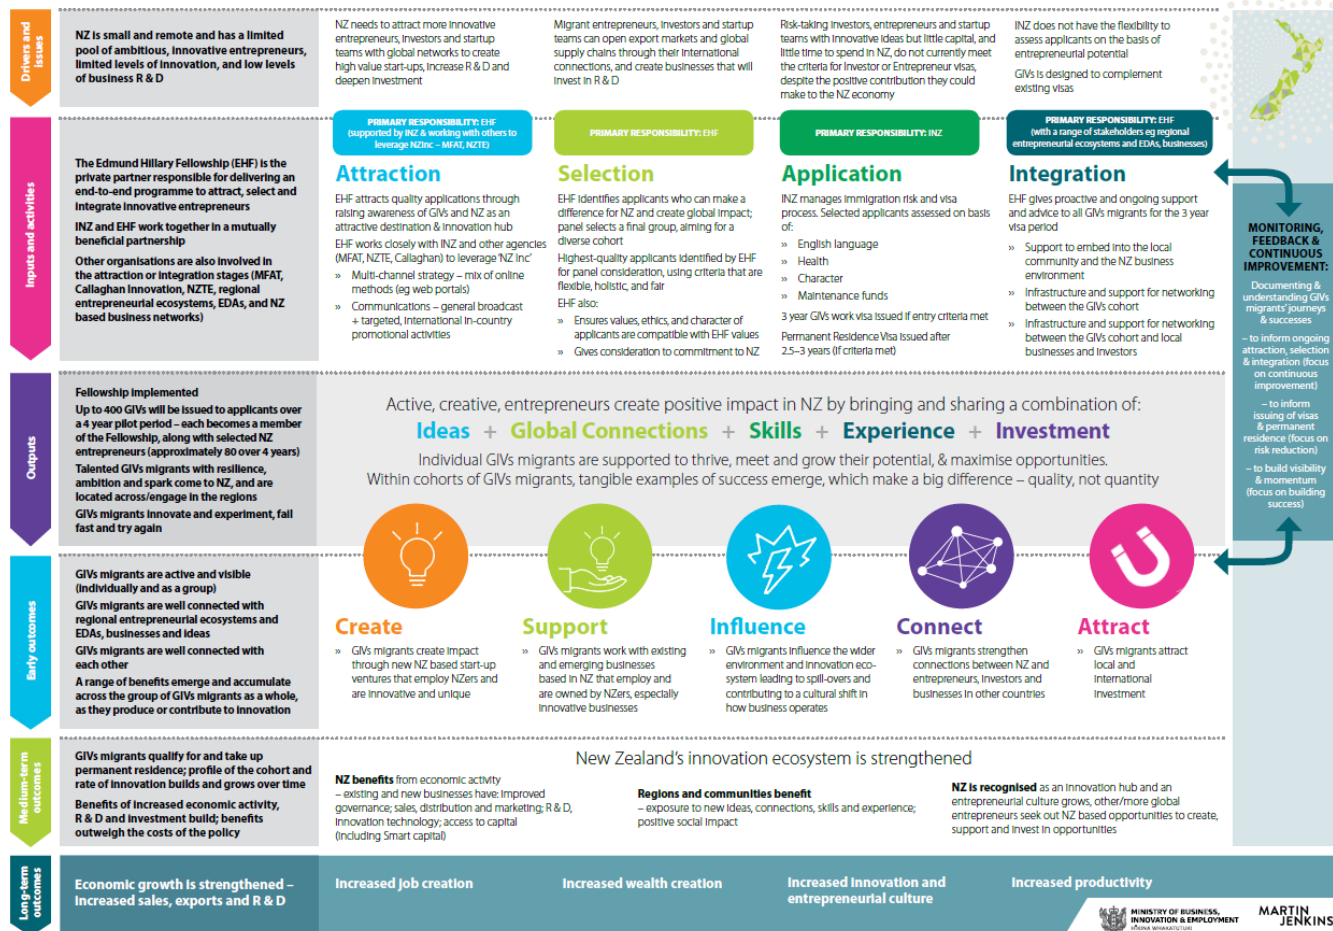 Drivers and
issues
NZ is small and remote and has a limited
pool of ambitious, innovative entrepreneurs,
limited levels of innovation, and low levels
of business R & D
NZ needs to attract more innovative
entrepreneurs, investors and startup
teams with global networks to create
high value start-ups, increase R & D and
deepen investment
Migrant entrepreneurs, investors and startup
teams can open export markets and global
supply chains through their international
connections, and create businesses that will
invest in R & D
Risk-taking investors, entrepreneurs and startup
teams with innovative ideas but little capital, and
little time to spend in NZ, do not currently meet
the criteria for Investor or Entrepreneur visas,
despite the positive contribution they could
make to the NZ economy
INZ does not have the flexibility to
assess applicants on the basis of
entrepreneurial potential
GIVs is designed to complement
existing visas
Inputs and activities
The Edmund Hillary Fellowship (EHF) is the
private partner responsible for delivering an
end-to-end programme to attract, select and
integrate innovative entrepreneurs
INZ and EHF work together in a mutually
beneficial partnership
Other organisations are also involved in
the attraction or integration stages (MFAT,
Callaghan Innovation, NZTE, regional
entrepreneurial ecosystems, EDAs, and NZ
based business networks)
PRIMARY RESPONSIBILITY: EHF
(supported by INZ & working with others to
leverage NZInc – MFAT, NZTE)
Attraction
EHF attracts quality applications through
raising awareness of GIVs and NZ as an
attractive destination & innovation hub
EHF works closely with INZ and other agencies
(MFAT, NZTE, Callaghan) to leverage 'NZ Inc'
» Multi-channel strategy – mix of online
methods (eg web portals)
» Communications – general broadcast
+ targeted, international in-country
promotional activities
PRIMARY RESPONSIBILITY: EHF
Selection
EHF identifies applicants who can make a
difference for NZ and create global impact;
panel selects a final group, aiming for a
diverse cohort
Highest-quality applicants identified by EHF
for panel consideration, using criteria that are
flexible, holistic, and fair
EHF also:
» Ensures values, ethics, and character of
applicants are compatible with EHF values
» Gives consideration to commitment to NZ
PRIMARY RESPONSIBILITY: INZ
Application
INZ manages immigration risk and visa
process. Selected applicants assessed on basis
of:
» English language
» Health
» Character
» Maintenance funds
3 year GIVs work visa issued if entry criteria met
Permanent Residence Visa issued after
2.5–3 years (if criteria met)
PRIMARY RESPONSIBILITY: EHF
(with a range of stakeholders eg regional
entrepreneurial ecosystems and EDAs, businesses)
Integration
EHF gives proactive and ongoing support
and advice to all GIVs migrants for the 3 year
visa period
» Support to embed into the local
community and the NZ business
environment
» Infrastructure and support for networking
between the GIVs cohort
» Infrastructure and support for networking
between the GIVs cohort and local
businesses and investors
MONITORING,
FEEDBACK &
CONTINUOUS
IMPROVEMENT:
Documenting &
understanding GIVs
migrants' journeys
& successes
– to inform ongoing
attraction, selection
& integration (focus
on continuous
improvement)
– to inform
issuing of visas
& permanent
residence (focus on
risk reduction)
– to build visibility
& momentum
(focus on building
success)
Outputs
Fellowship implemented
Up to 400 GIVs will be issued to applicants over
a 4 year pilot period – each becomes a member
of the Fellowship, along with selected NZ
entrepreneurs (approximately 80 over 4 years)
Talented GIVs migrants with resilience,
ambition and spark come to NZ, and are
located across/engage in the regions
GIVs migrants innovate and experiment, fail
fast and try again
Active, creative, entrepreneurs create positive impact in NZ by bringing and sharing a combination of:
Ideas + Global Connections + Skills + Experience + Investment
Individual GIVs migrants are supported to thrive, meet and grow their potential, & maximise opportunities.
Within cohorts of GIVs migrants, tangible examples of success emerge, which make a big difference – quality, not quantity
Early outcomes
GIVs migrants are active and visible
(individually and as a group)
GIVs migrants are well connected with
regional entrepreneurial ecosystems and
EDAs, businesses and ideas
GIVs migrants are well connected with
each other
A range of benefits emerge and accumulate
across the group of GIVs migrants as a whole,
as they produce or contribute to innovation
Create
» GIVs migrants create impact
through new NZ based start-up
ventures that employ NZers and
are innovative and unique
Support
» GIVs migrants work with existing
and emerging businesses
based in NZ that employ and
are owned by NZers, especially
innovative businesses
Influence
» GIVs migrants influence the wider
environment and innovation eco-
system leading to spill-overs and
contributing to a cultural shift in
how business operates
Connect
» GIVs migrants strengthen
connections between NZ and
entrepreneurs, investors and
businesses in other countries
Attract
» GIVs migrants attract
local and
international
investment
Medium-term
outcomes
GIVs migrants qualify for and take up
permanent residence; profile of the cohort and
rate of innovation builds and grows over time
Benefits of increased economic activity,
R & D and investment build; benefits
outweigh the costs of the policy
New Zealand's innovation ecosystem is strengthened
NZ benefits from economic activity
– existing and new businesses have: improved
governance; sales, distribution and marketing; R & D,
innovation technology; access to capital
(including Smart capital)
Regions and communities benefit
– exposure to new ideas, connections, skills and experience;
positive social impact
NZ is recognised as an innovation hub and an
entrepreneurial culture grows, other/more global
entrepreneurs seek out NZ based opportunities to create,
support and invest in opportunities
Long-term
outcomes
Economic growth is strengthened –
Increased sales, exports and R & D
Increased job creation
Increased wealth creation
Increased innovation and
entrepreneurial culture
Increased productivity
MINISTRY OF BUSINESS,
INNOVATION & EMPLOYMENT
HĪKINA WHAKATUTUKI
MARTIN
JENKINS